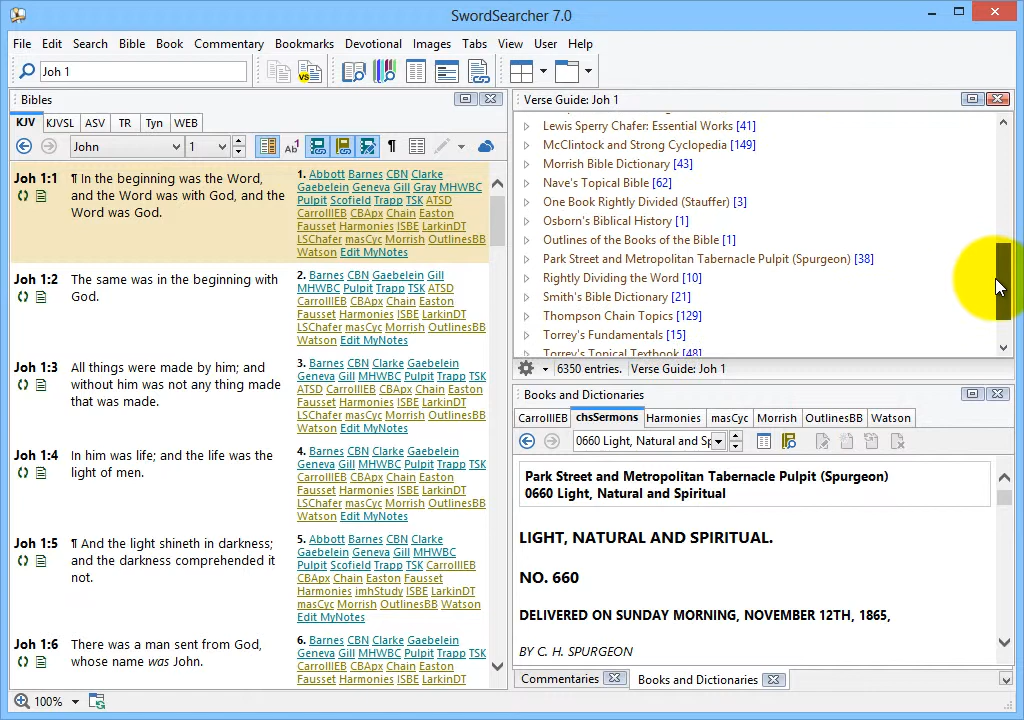 SwordSearcher 7.0
File Edit Search Bible Book Commentary Bookmarks Devotional Images Tabs View User Help
Joh 1
VS
Bibles
KJV KJVSL ASV TR Tyn WEB
John 1
Joh 1:1 ¶ In the beginning was the Word,
and the Word was with God, and the
Word was God.
1. Abbott Barnes CBN Clarke
Gaebelein Geneva Gill Gray MHWBC
Pulpit Scofield Trapp TSK ATSD
CarrollIEB CBApx Chain Easton
Fausset Harmonies ISBE LarkinDT
LSChafer masCyc Morrish OutlinesBB
Watson Edit MyNotes
Joh 1:2 The same was in the beginning with
God.
2. Barnes CBN Gaebelein Gill
MHWBC Pulpit Trapp TSK ATSD
CarrollIEB CBApx Chain Easton
Fausset Harmonies ISBE LarkinDT
LSChafer masCyc Morrish OutlinesBB
Watson Edit MyNotes
Joh 1:3 All things were made by him; and
without him was not any thing made
that was made.
3. Barnes CBN Clarke Gaebelein
Geneva Gill MHWBC Pulpit Trapp TSK
ATSD CarrollIEB CBApx Chain Easton
Fausset Harmonies ISBE LarkinDT
LSChafer masCyc Morrish OutlinesBB
Watson Edit MyNotes
Joh 1:4 In him was life; and the life was the
light of men.
4. Barnes CBN Clarke Gaebelein
Geneva Gill MHWBC Pulpit Trapp TSK
CarrollIEB CBApx Chain Easton
Fausset Harmonies ISBE LarkinDT
LSChafer masCyc Morrish OutlinesBB
Watson Edit MyNotes
Joh 1:5 ¶ And the light shineth in darkness;
and the darkness comprehended it
not.
5. Abbott Barnes CBN Clarke
Gaebelein Geneva Gill MHWBC
Pulpit Scofield Trapp TSK CarrollIEB
CBApx Chain Easton Fausset
Harmonies imhStudy ISBE LarkinDT
masCyc Morrish OutlinesBB Watson
Edit MyNotes
Joh 1:6 There was a man sent from God,
whose name was John.
6. Barnes CBN Clarke Gaebelein
Geneva Gill MHWBC Pulpit Trapp TSK
CarrollIEB CBApx Chain Easton
Fausset Harmonies ISBE LarkinDT
100%
Verse Guide: Joh 1
Lewis Sperry Chafer: Essential Works [41]
McClintock and Strong Cyclopedia [149]
Morrish Bible Dictionary [43]
Nave's Topical Bible [62]
One Book Rightly Divided (Stauffer) [3]
Osborn's Biblical History [1]
Outlines of the Books of the Bible [1]
Park Street and Metropolitan Tabernacle Pulpit (Spurgeon) [38]
Rightly Dividing the Word [10]
Smith's Bible Dictionary [21]
Thompson Chain Topics [129]
Torrey's Fundamentals [15]
Torrey's Topical Textbook [48]
6350 entries. Verse Guide: Joh 1
Books and Dictionaries
CarrollIEB chsSermons Harmonies masCyc Morrish OutlinesBB Watson
0660 Light, Natural and Sp
Park Street and Metropolitan Tabernacle Pulpit (Spurgeon)
0660 Light, Natural and Spiritual
LIGHT, NATURAL AND SPIRITUAL.
NO. 660
DELIVERED ON SUNDAY MORNING, NOVEMBER 12TH, 1865,
BY C. H. SPURGEON
Commentaries Books and Dictionaries